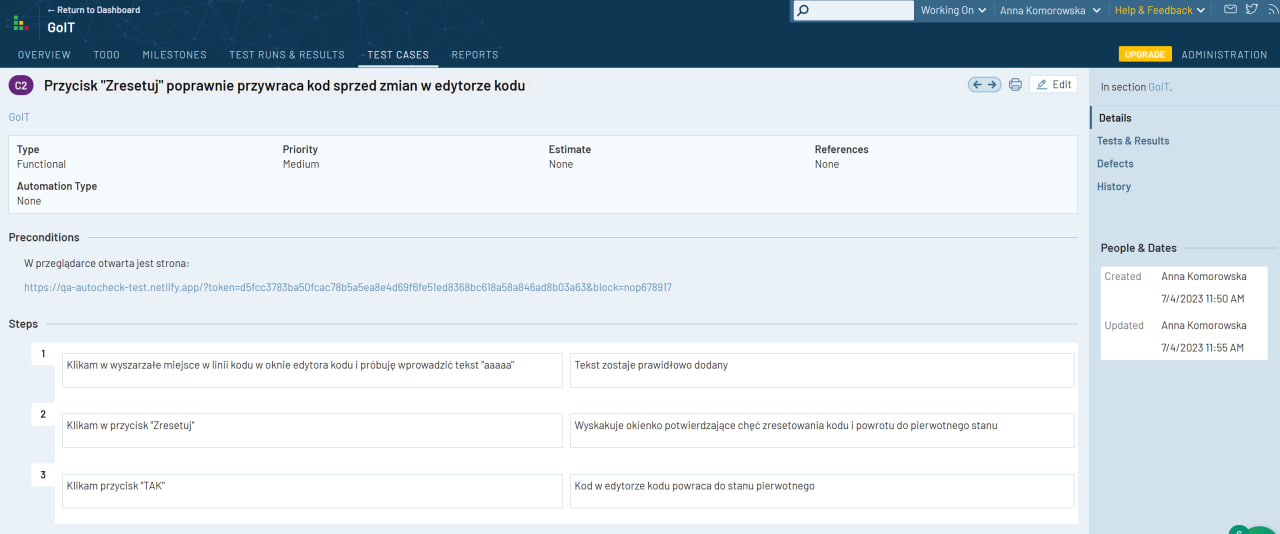 ← Return to Dashboard
GoIT
Working On
Anna Komorowska
Help & Feedback
OVERVIEW TODO MILESTONES TEST RUNS & RESULTS TEST CASES REPORTS
UPGRADE ADMINISTRATION
C2 Przycisk "Zresetuj" poprawnie przywraca kod sprzed zmian w edytorze kodu
Edit
GoIT
Type Priority Estimate References
Functional Medium None None
Automation Type
None
Preconditions
W przeglądarce otwarta jest strona:
https://qa-autocheck-test.netlify.app/?token=d5fcc3783ba50fcac78b5a5ea8e4d69f6fe51ed8368bc618a58a846ad8b03a63&block=nop678917
Steps
1 Klikam w wyszarzałe miejsce w linii kodu w oknie edytora kodu i próbuję wprowadzić tekst "aaaaa" Tekst zostaje prawidłowo dodany
2 Klikam w przycisk "Zresetuj" Wyskakuje okienko potwierdzające chęć zresetowania kodu i powrotu do pierwotnego stanu
3 Klikam przycisk "TAK" Kod w edytorze kodu powraca do stanu pierwotnego
In section GoIT.
Details
Tests & Results
Defects
History
People & Dates
Created Anna Komorowska
7/4/2023 11:50 AM
Updated Anna Komorowska
7/4/2023 11:55 AM